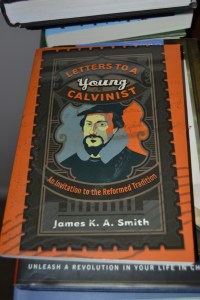 LETTERS TO A
Young
CALVINIST
An Invitation to the Reformed Tradition
James K. A. Smith
UNLEASH A REVOLUTION IN YOUR LIFE IN CH